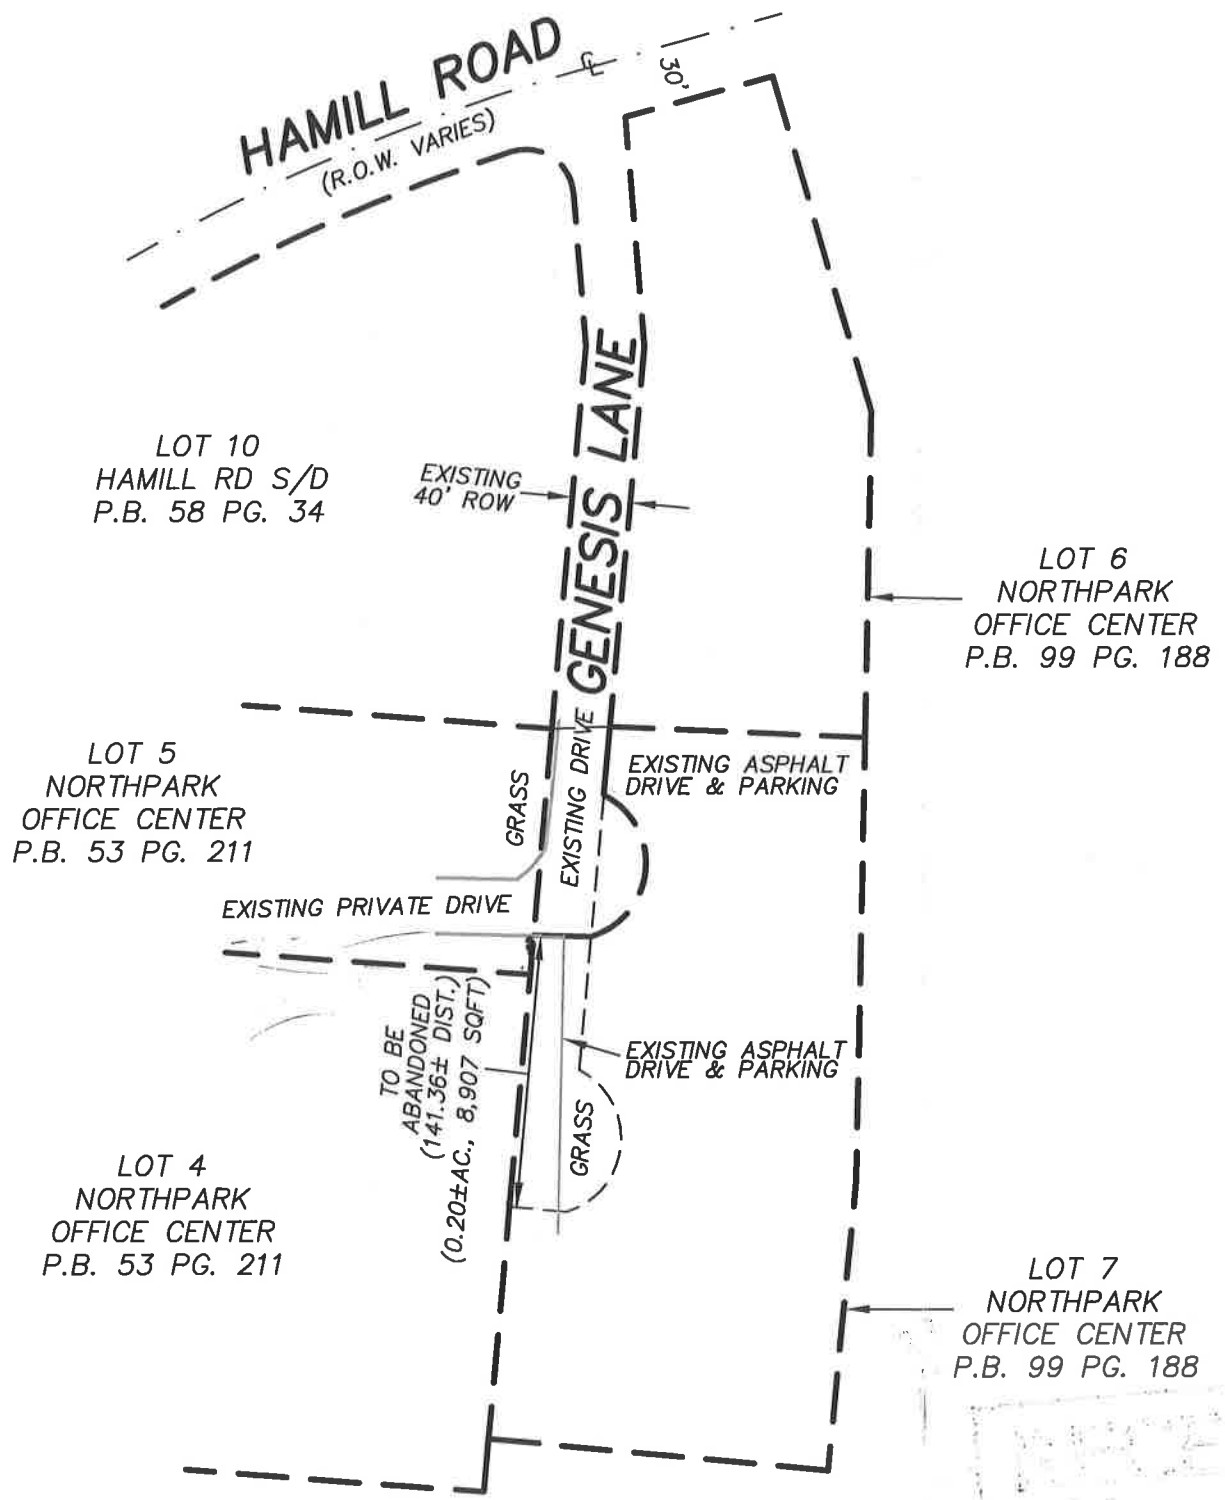 HAMILL ROAD
(R.O.W. VARIES)
℄
30'
GENESIS LANE
LOT 10
HAMILL RD S/D
P.B. 58 PG. 34
EXISTING
40' ROW
LOT 6
NORTHPARK
OFFICE CENTER
P.B. 99 PG. 188
LOT 5
NORTHPARK
OFFICE CENTER
P.B. 53 PG. 211
GRASS
EXISTING DRIVE
EXISTING ASPHALT
DRIVE & PARKING
EXISTING PRIVATE DRIVE
TO BE
ABANDONED
(141.36± DIST.)
(0.20±AC., 8,907 SQFT)
EXISTING ASPHALT
DRIVE & PARKING
GRASS
LOT 4
NORTHPARK
OFFICE CENTER
P.B. 53 PG. 211
LOT 7
NORTHPARK
OFFICE CENTER
P.B. 99 PG. 188